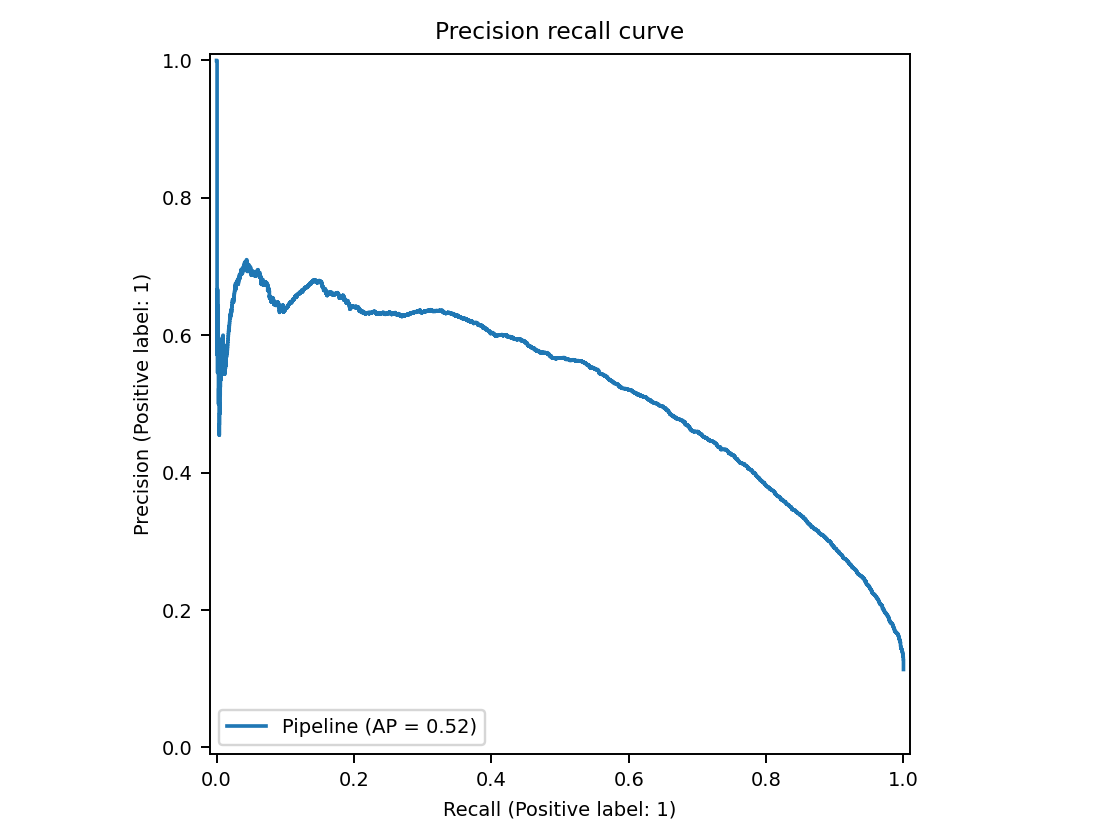 Precision recall curve
1.0
0.8
0.6
0.4
0.2
0.0
Precision (Positive label: 1)
Pipeline (AP = 0.52)
0.0 0.2 0.4 0.6 0.8 1.0
Recall (Positive label: 1)